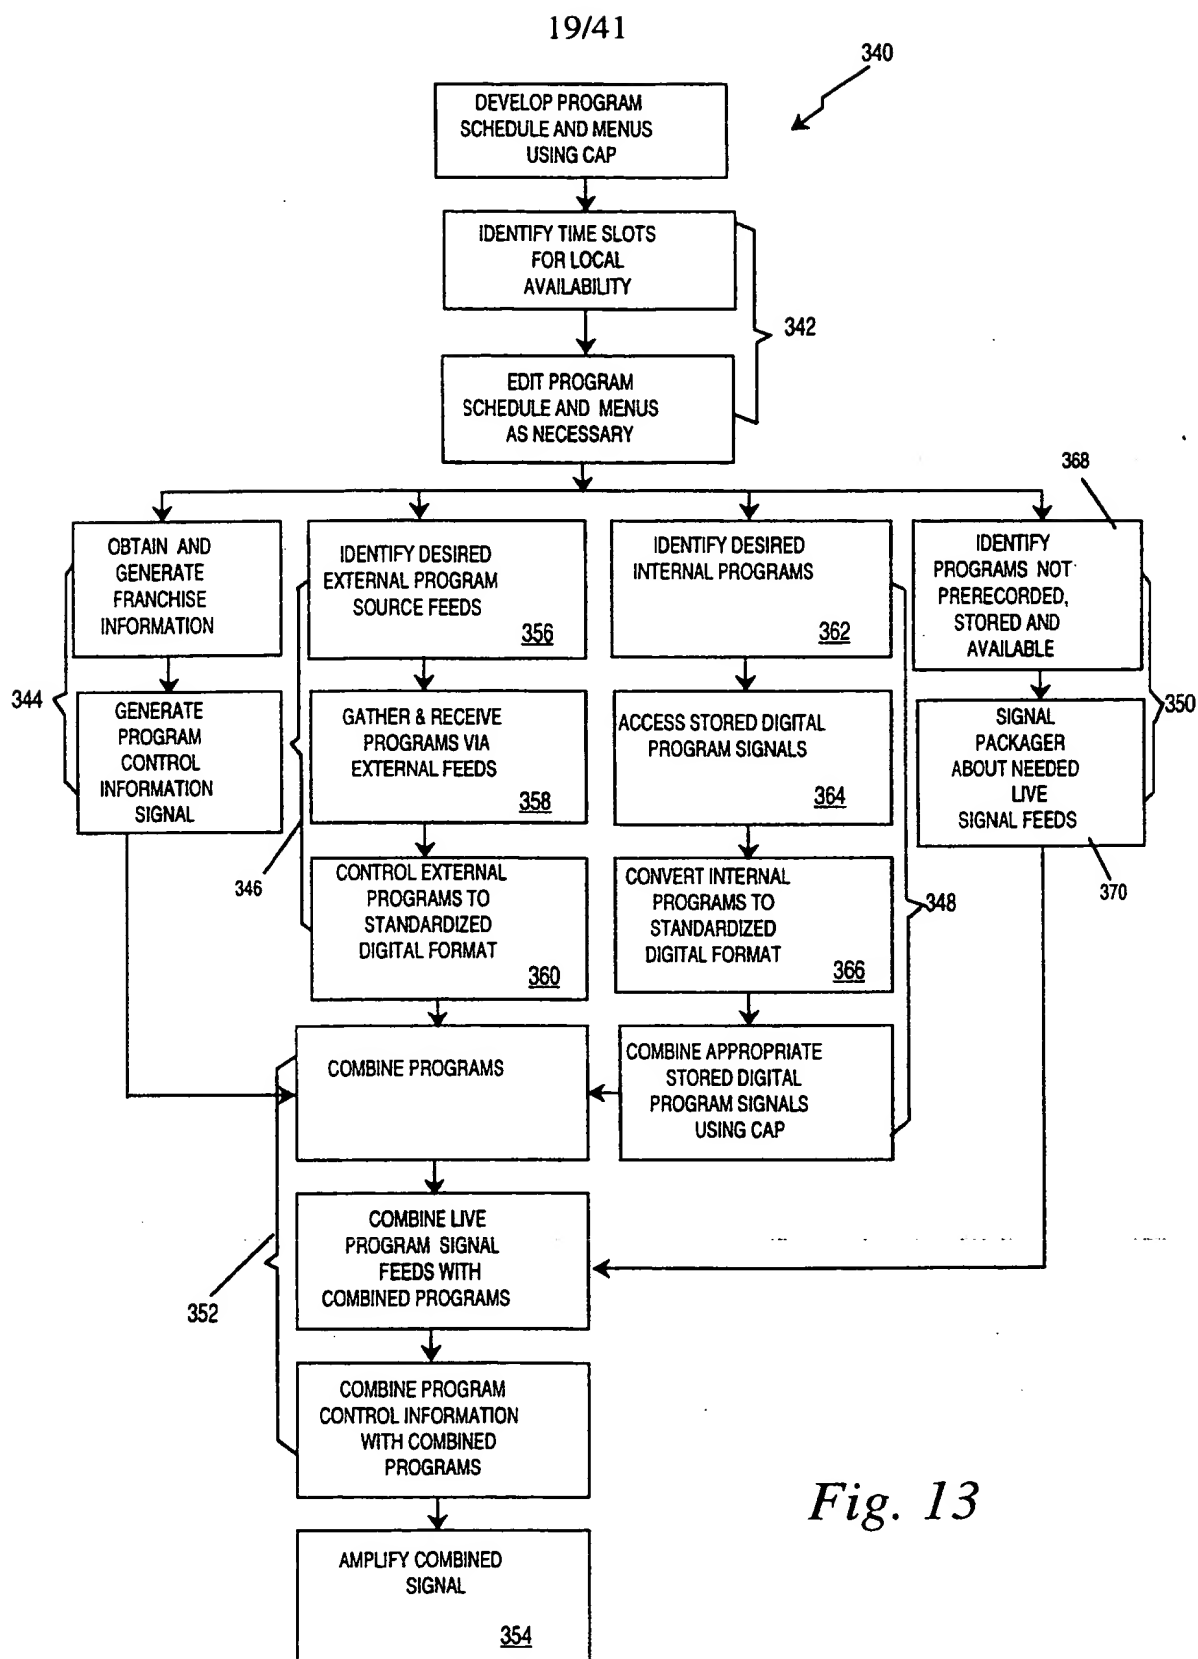 19/41
340
DEVELOP PROGRAM
SCHEDULE AND MENUS
USING CAP
IDENTIFY TIME SLOTS
FOR LOCAL
AVAILABILITY
342
EDIT PROGRAM
SCHEDULE AND MENUS
AS NECESSARY
368
OBTAIN AND
GENERATE
FRANCHISE
INFORMATION
IDENTIFY DESIRED
EXTERNAL PROGRAM
SOURCE FEEDS
356
IDENTIFY DESIRED
INTERNAL PROGRAMS
362
IDENTIFY
PROGRAMS NOT
PRERECORDED,
STORED AND
AVAILABLE
344
350
GENERATE
PROGRAM
CONTROL
INFORMATION
SIGNAL
GATHER & RECEIVE
PROGRAMS VIA
EXTERNAL FEEDS
358
ACCESS STORED DIGITAL
PROGRAM SIGNALS
364
SIGNAL
PACKAGER
ABOUT NEEDED
LIVE
SIGNAL FEEDS
346
CONTROL EXTERNAL
PROGRAMS TO
STANDARDIZED
DIGITAL FORMAT
360
CONVERT INTERNAL
PROGRAMS TO
STANDARDIZED
DIGITAL FORMAT
366
348
370
COMBINE PROGRAMS
COMBINE APPROPRIATE
STORED DIGITAL
PROGRAM SIGNALS
USING CAP
COMBINE LIVE
PROGRAM SIGNAL
FEEDS WITH
COMBINED PROGRAMS
352
COMBINE PROGRAM
CONTROL INFORMATION
WITH COMBINED
PROGRAMS
Fig. 13
AMPLIFY COMBINED
SIGNAL
354